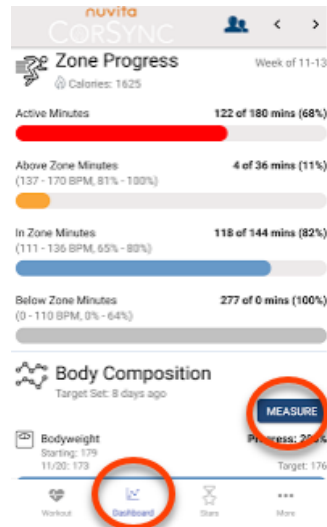 nuvita
CORSYNC
Zone Progress
Week of 11-13
Calories: 1625
Active Minutes 122 of 180 mins (68%)
Above Zone Minutes 4 of 36 mins (11%)
(137 - 170 BPM, 81% - 100%)
In Zone Minutes 118 of 144 mins (82%)
(111 - 136 BPM, 65% - 80%)
Below Zone Minutes 277 of 0 mins (100%)
(0 - 110 BPM, 0% - 64%)
Body Composition
Target Set: 8 days ago
MEASURE
Bodyweight Progress: 200%
Starting: 179
11/20: 173 Target: 176
Workout Dashboard Stars More